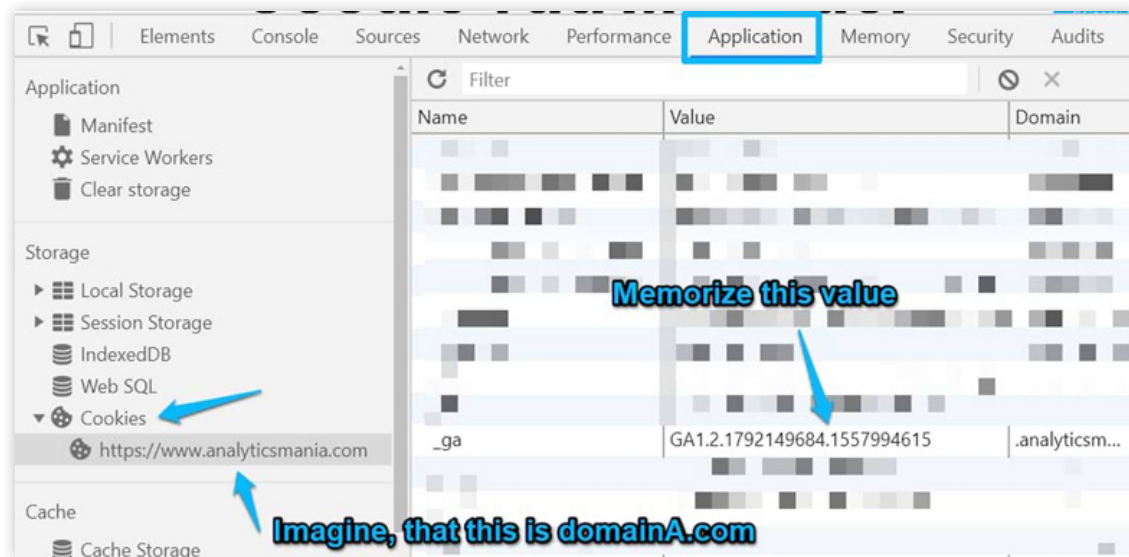 Elements Console Sources Network Performance Application Memory Security Audits
Application
Manifest
Service Workers
Clear storage
Storage
Local Storage
Session Storage
IndexedDB
Web SQL
Cookies
https://www.analyticsmania.com
Cache
Cache Storage
Filter
Name Value Domain
Memorize this value
_ga GA1.2.1792149684.1557994615 .analyticsm...
Imagine, that this is domainA.com